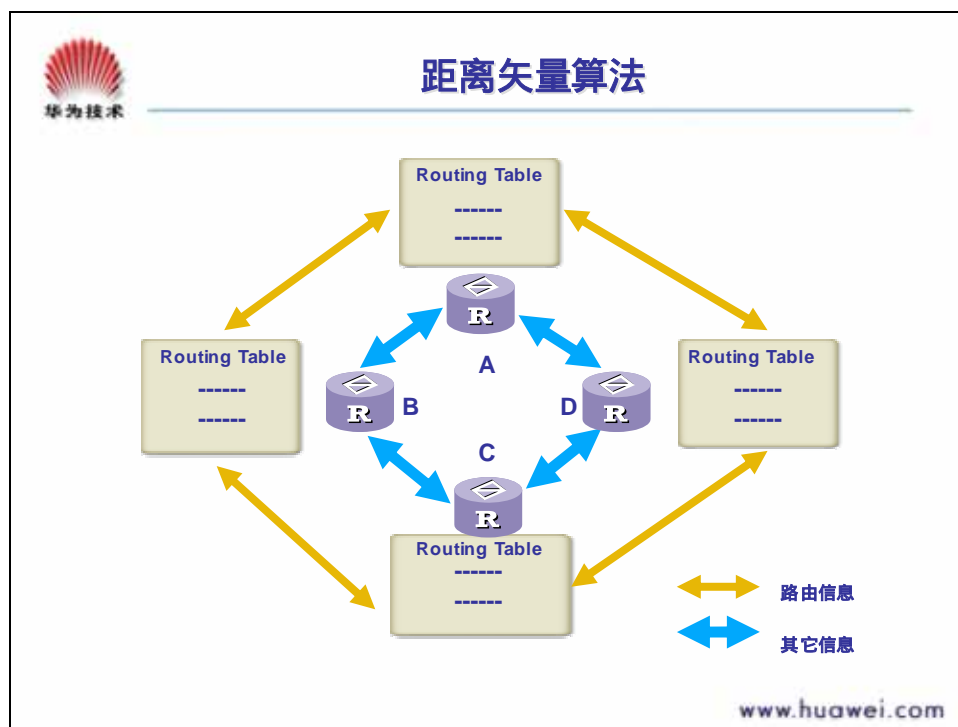 华为技术
距离矢量算法
Routing Table
------
------
R
A
Routing Table
------
------
R
B
D
R
Routing Table
------
------
C
R
Routing Table
------
------
路由信息
其它信息
www.huawei.com